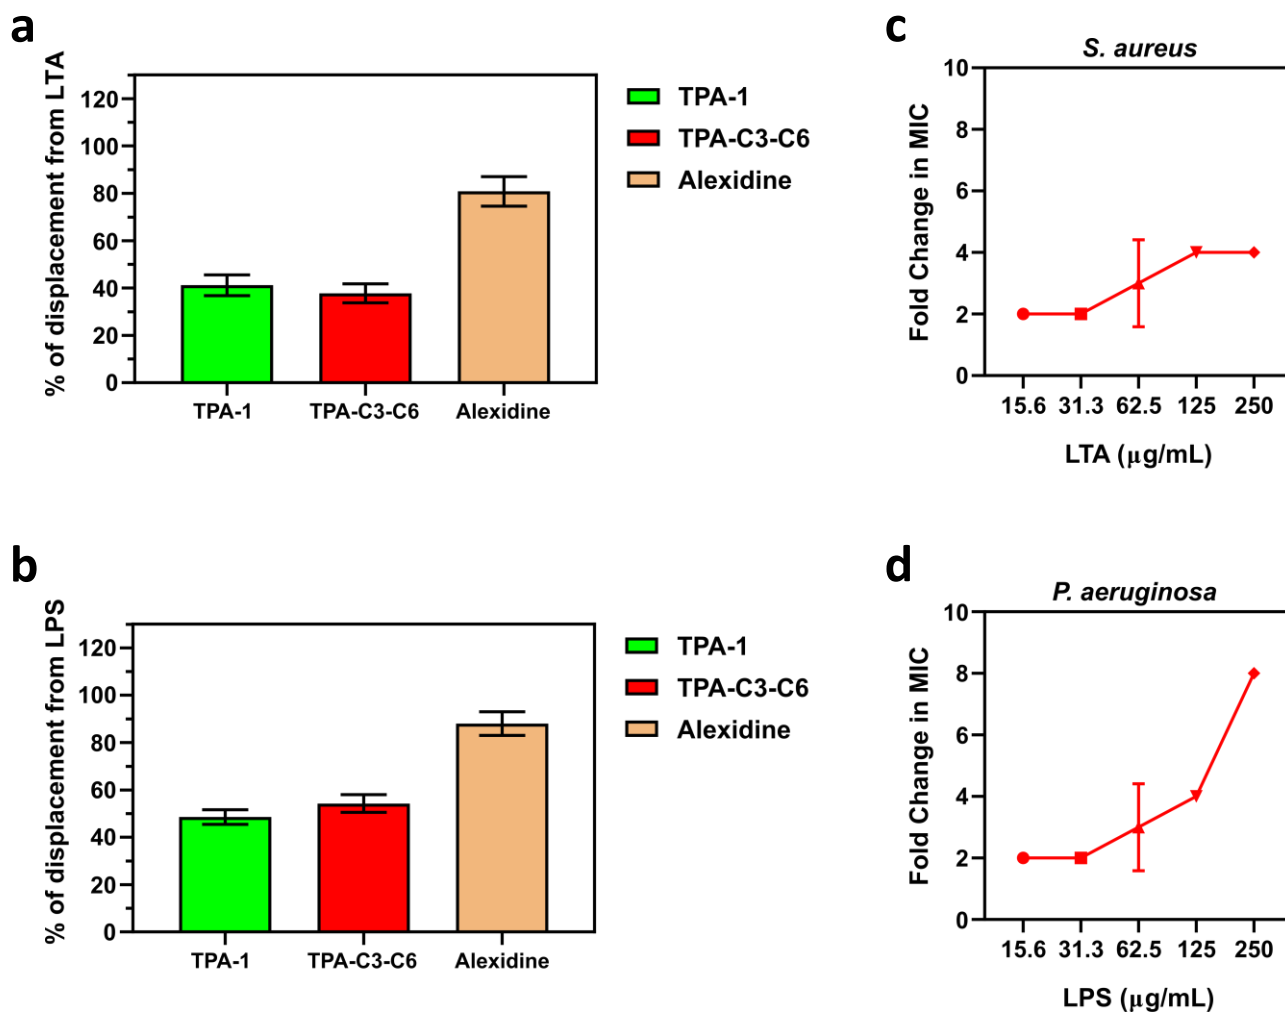 a
% of displacement from LTA
120
100
80
60
40
20
0
TPA-1 TPA-C3-C6 Alexidine
TPA-1
TPA-C3-C6
Alexidine
b
% of displacement from LPS
120
100
80
60
40
20
0
TPA-1 TPA-C3-C6 Alexidine
TPA-1
TPA-C3-C6
Alexidine
c
S. aureus
Fold Change in MIC
10
8
6
4
2
0
15.6 31.3 62.5 125 250
LTA (μg/mL)
d
P. aeruginosa
Fold Change in MIC
10
8
6
4
2
0
15.6 31.3 62.5 125 250
LPS (μg/mL)